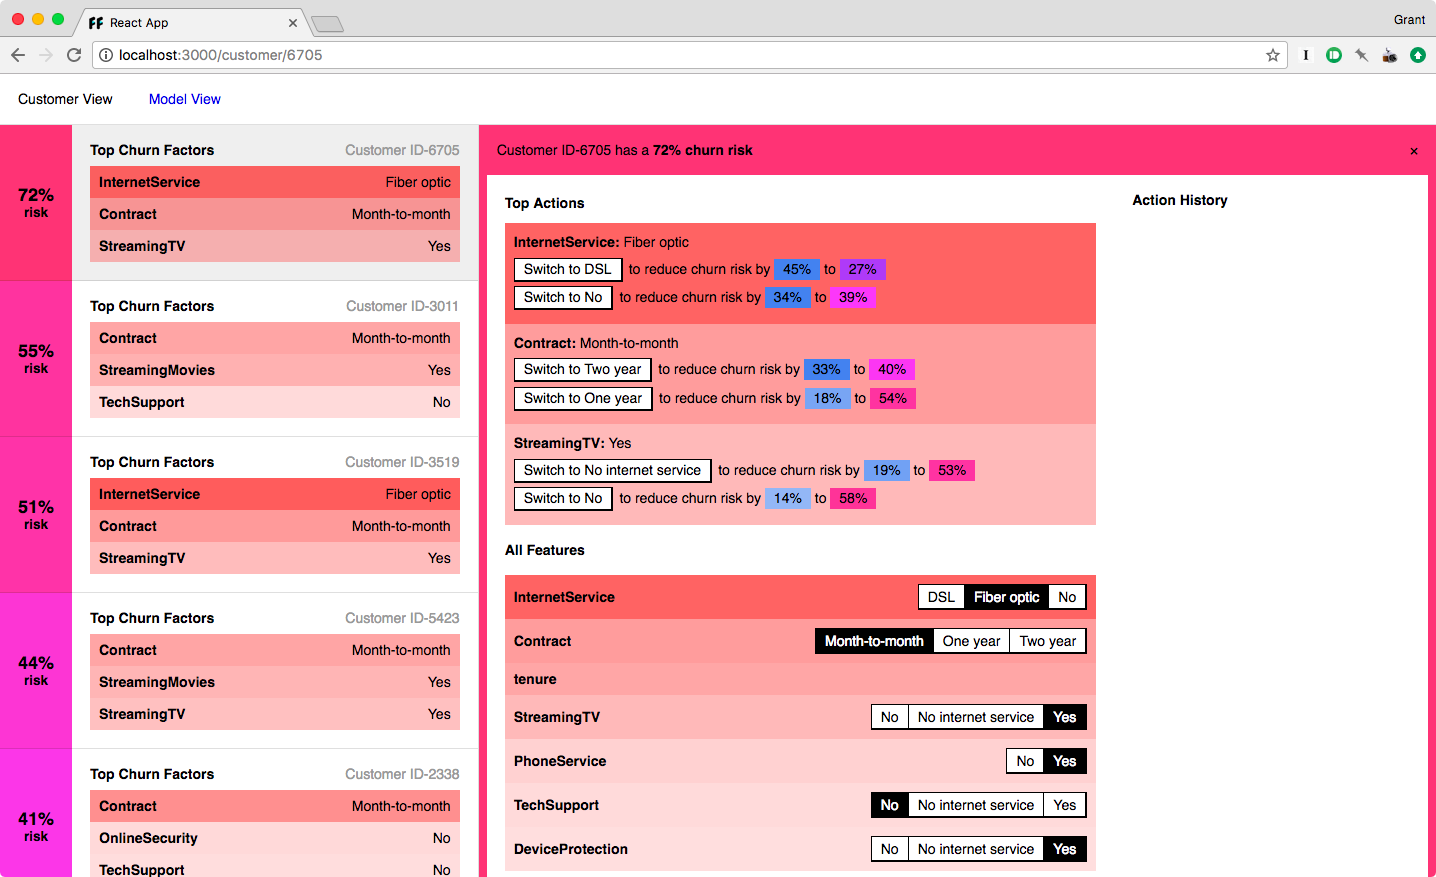 React App
Grant
localhost:3000/customer/6705
Customer View Model View
72% risk
Top Churn Factors Customer ID-6705
InternetService Fiber optic
Contract Month-to-month
StreamingTV Yes
55% risk
Top Churn Factors Customer ID-3011
Contract Month-to-month
StreamingMovies Yes
TechSupport No
51% risk
Top Churn Factors Customer ID-3519
InternetService Fiber optic
Contract Month-to-month
StreamingTV Yes
44% risk
Top Churn Factors Customer ID-5423
Contract Month-to-month
StreamingMovies Yes
StreamingTV Yes
41% risk
Top Churn Factors Customer ID-2338
Contract Month-to-month
OnlineSecurity No
TechSupport No
Customer ID-6705 has a 72% churn risk ×
Top Actions
InternetService: Fiber optic
Switch to DSL to reduce churn risk by 45% to 27%
Switch to No to reduce churn risk by 34% to 39%
Contract: Month-to-month
Switch to Two year to reduce churn risk by 33% to 40%
Switch to One year to reduce churn risk by 18% to 54%
StreamingTV: Yes
Switch to No internet service to reduce churn risk by 19% to 53%
Switch to No to reduce churn risk by 14% to 58%
All Features
InternetService DSL Fiber optic No
Contract Month-to-month One year Two year
tenure
StreamingTV No No internet service Yes
PhoneService No Yes
TechSupport No No internet service Yes
DeviceProtection No No internet service Yes
Action History